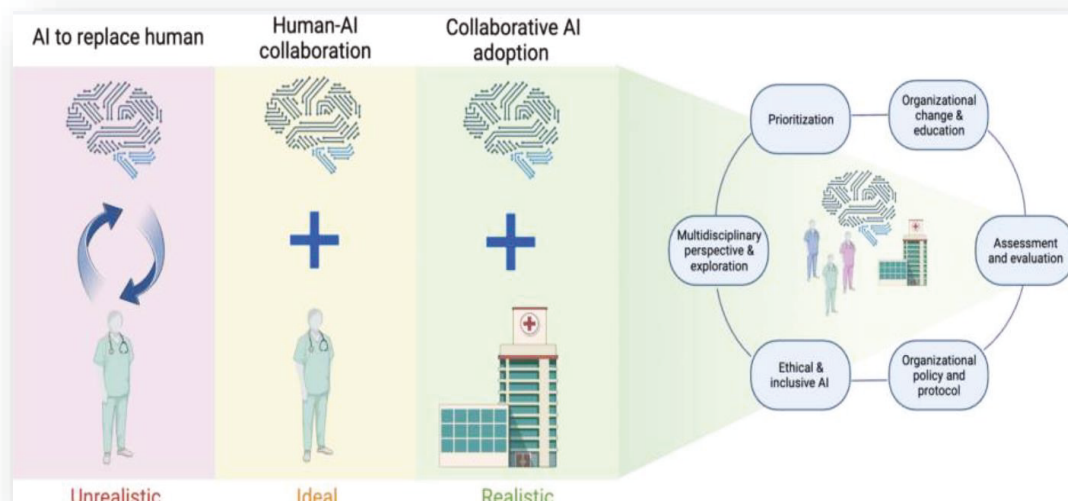 AI to replace human
Human-AI
collaboration
Collaborative AI
adoption
Prioritization
Organizational
change &
education
Multidisciplinary
perspective &
exploration
Assessment
and evaluation
Ethical &
inclusive AI
Organizational
policy and
protocol
Unrealistic
Ideal
Realistic